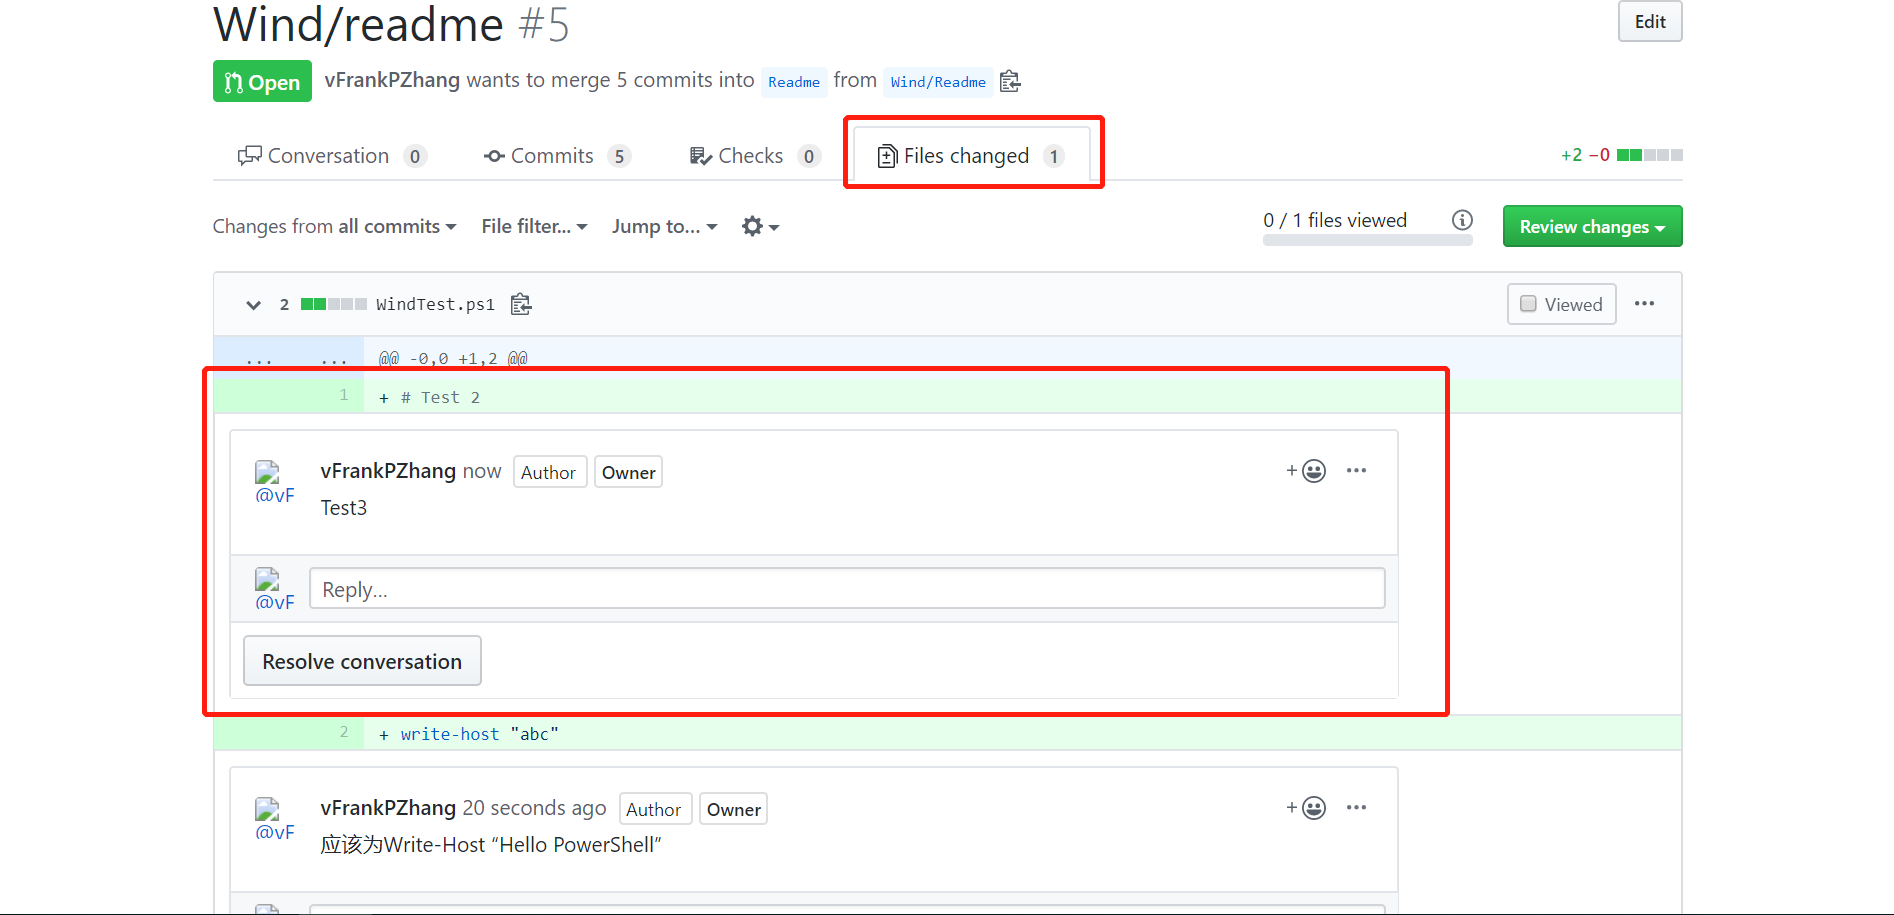 Wind/readme #5
Edit
Open vFrankPZhang wants to merge 5 commits into Readme from Wind/Readme
Conversation 0 Commits 5 Checks 0 Files changed 1 +2 −0
Changes from all commits File filter... Jump to... 0 / 1 files viewed Review changes
2 WindTest.ps1 Viewed ...
... ... @@ -0,0 +1,2 @@
1 + # Test 2
@vF vFrankPZhang now Author Owner + ...
Test3
@vF Reply...
Resolve conversation
2 + write-host "abc"
@vF vFrankPZhang 20 seconds ago Author Owner + ...
应该为Write-Host “Hello PowerShell”